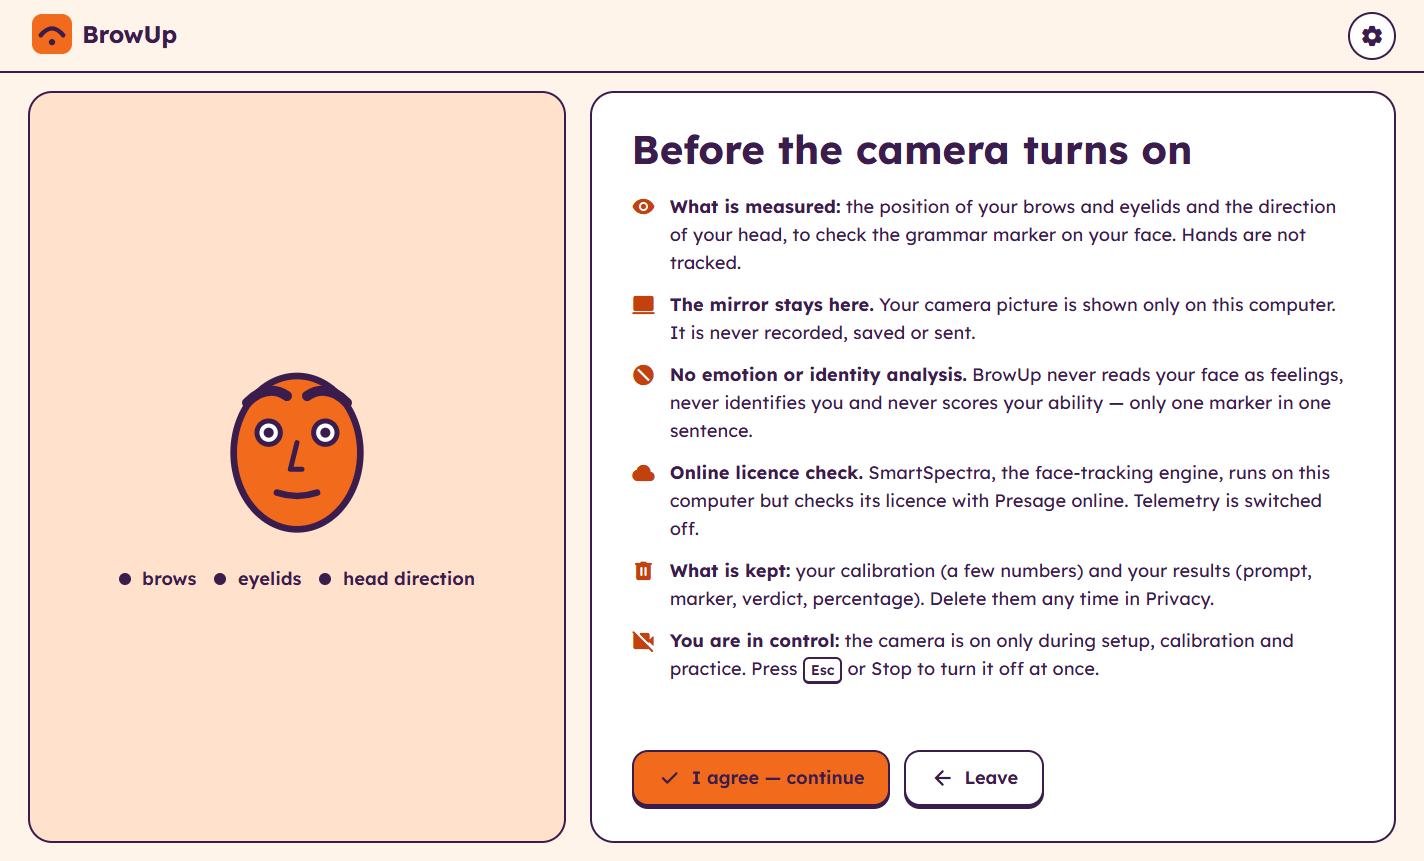 BrowUp
Before the camera turns on
What is measured: the position of your brows and eyelids and the direction
of your head, to check the grammar marker on your face. Hands are not
tracked.
The mirror stays here. Your camera picture is shown only on this computer.
It is never recorded, saved or sent.
No emotion or identity analysis. BrowUp never reads your face as feelings,
never identifies you and never scores your ability — only one marker in one
sentence.
Online licence check. SmartSpectra, the face-tracking engine, runs on this
computer but checks its licence with Presage online. Telemetry is switched
off.
What is kept: your calibration (a few numbers) and your results (prompt,
marker, verdict, percentage). Delete them any time in Privacy.
You are in control: the camera is on only during setup, calibration and
practice. Press Esc or Stop to turn it off at once.
brows eyelids head direction
I agree — continue
Leave